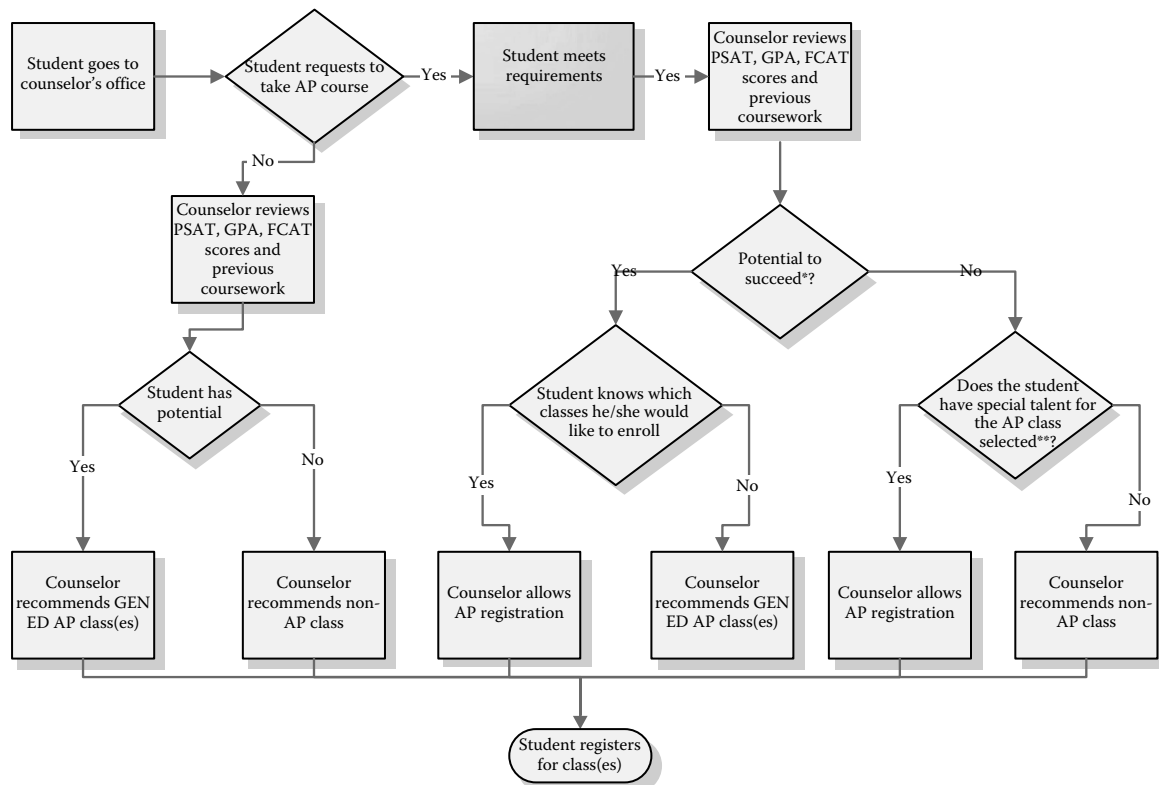 Student goes to
counselor's office
Student requests to
take AP course
Yes
Student meets
requirements
Yes
Counselor reviews
PSAT, GPA, FCAT
scores and
previous
coursework
No
Counselor reviews
PSAT, GPA, FCAT
scores and
previous
coursework
Potential to
succeed*?
Yes
No
Student has
potential
Student knows which
classes he/she would
like to enroll
Does the student
have special talent for
the AP class
selected**?
Yes
No
Yes
No
Yes
No
Counselor
recommends GEN
ED AP class(es)
Counselor
recommends non-
AP class
Counselor allows
AP registration
Counselor
recommends GEN
ED AP class(es)
Counselor allows
AP registration
Counselor
recommends non-
AP class
Student registers
for class(es)